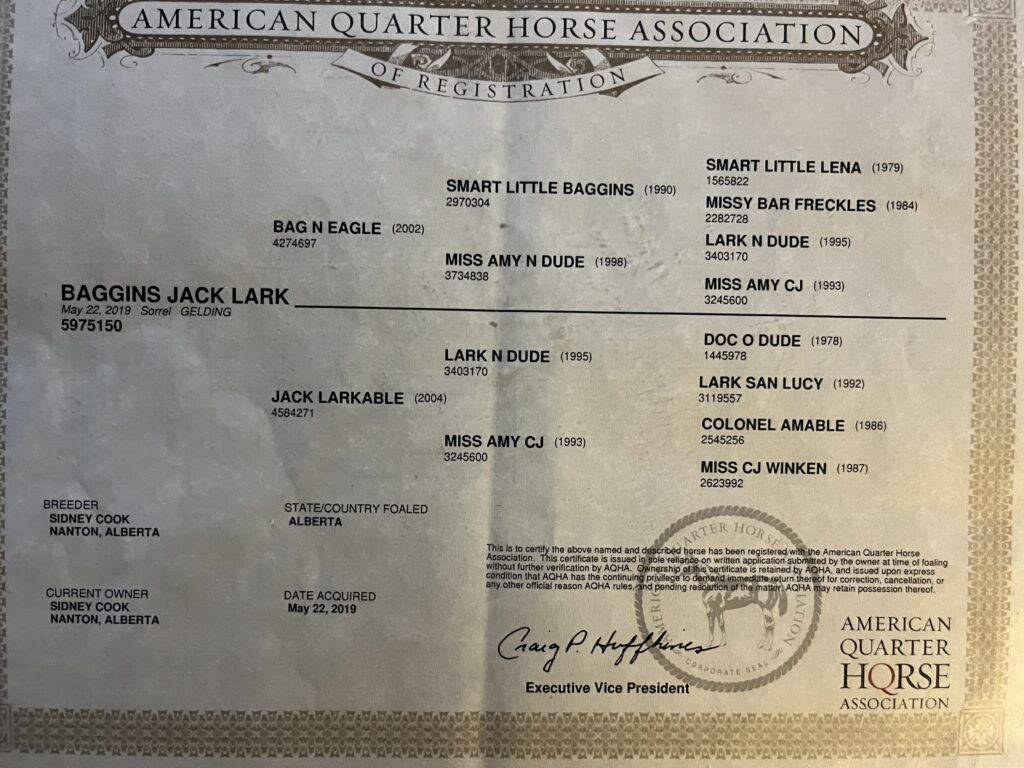 AMERICAN QUARTER HORSE ASSOCIATION
OF REGISTRATION
SMART LITTLE LENA (1979)
1565822
SMART LITTLE BAGGINS (1990)
2970304
MISSY BAR FRECKLES (1984)
2282728
BAG N EAGLE (2002)
4274697
LARK N DUDE (1995)
3403170
MISS AMY N DUDE (1998)
3734838
MISS AMY CJ (1993)
3245600
BAGGINS JACK LARK
May 22, 2019 Sorrel GELDING
5975150
DOC O DUDE (1978)
1445978
LARK N DUDE (1995)
3403170
LARK SAN LUCY (1992)
3119557
JACK LARKABLE (2004)
4584271
COLONEL AMABLE (1986)
2545256
MISS AMY CJ (1993)
3245600
MISS CJ WINKEN (1987)
2623992
BREEDER
SIDNEY COOK
NANTON, ALBERTA
STATE/COUNTRY FOALED
ALBERTA
This is to certify the above named and described horse has been registered with the American Quarter Horse
Association. This certificate is issued in sole reliance on written application submitted by the owner at time of foaling
without further verification by AQHA. Ownership of this certificate is retained by AQHA, and issued upon express
condition that AQHA has the continuing privilege to demand immediate return thereof for correction, cancellation, or
any other official reason AQHA rules, and pending resolution of the matter, AQHA may retain possession thereof.
CURRENT OWNER
SIDNEY COOK
NANTON, ALBERTA
DATE ACQUIRED
May 22, 2019
AMERICAN QUARTER HORSE ASSOCIATION
CORPORATE SEAL
Craig P. Huffhines
Executive Vice President
AMERICAN
QUARTER
HORSE
ASSOCIATION